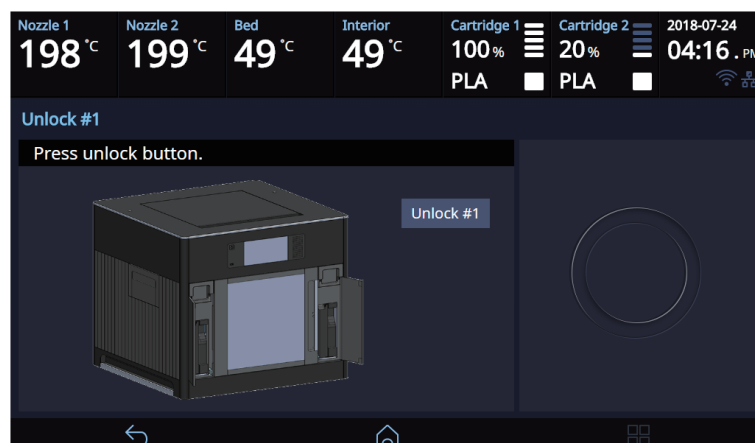 Nozzle 1 Nozzle 2 Bed Interior Cartridge 1 Cartridge 2 2018-07-24
198 °C 199 °C 49 °C 49 °C 100 % 20 % 04:16 . PM
PLA PLA
Unlock #1
Press unlock button.
Unlock #1